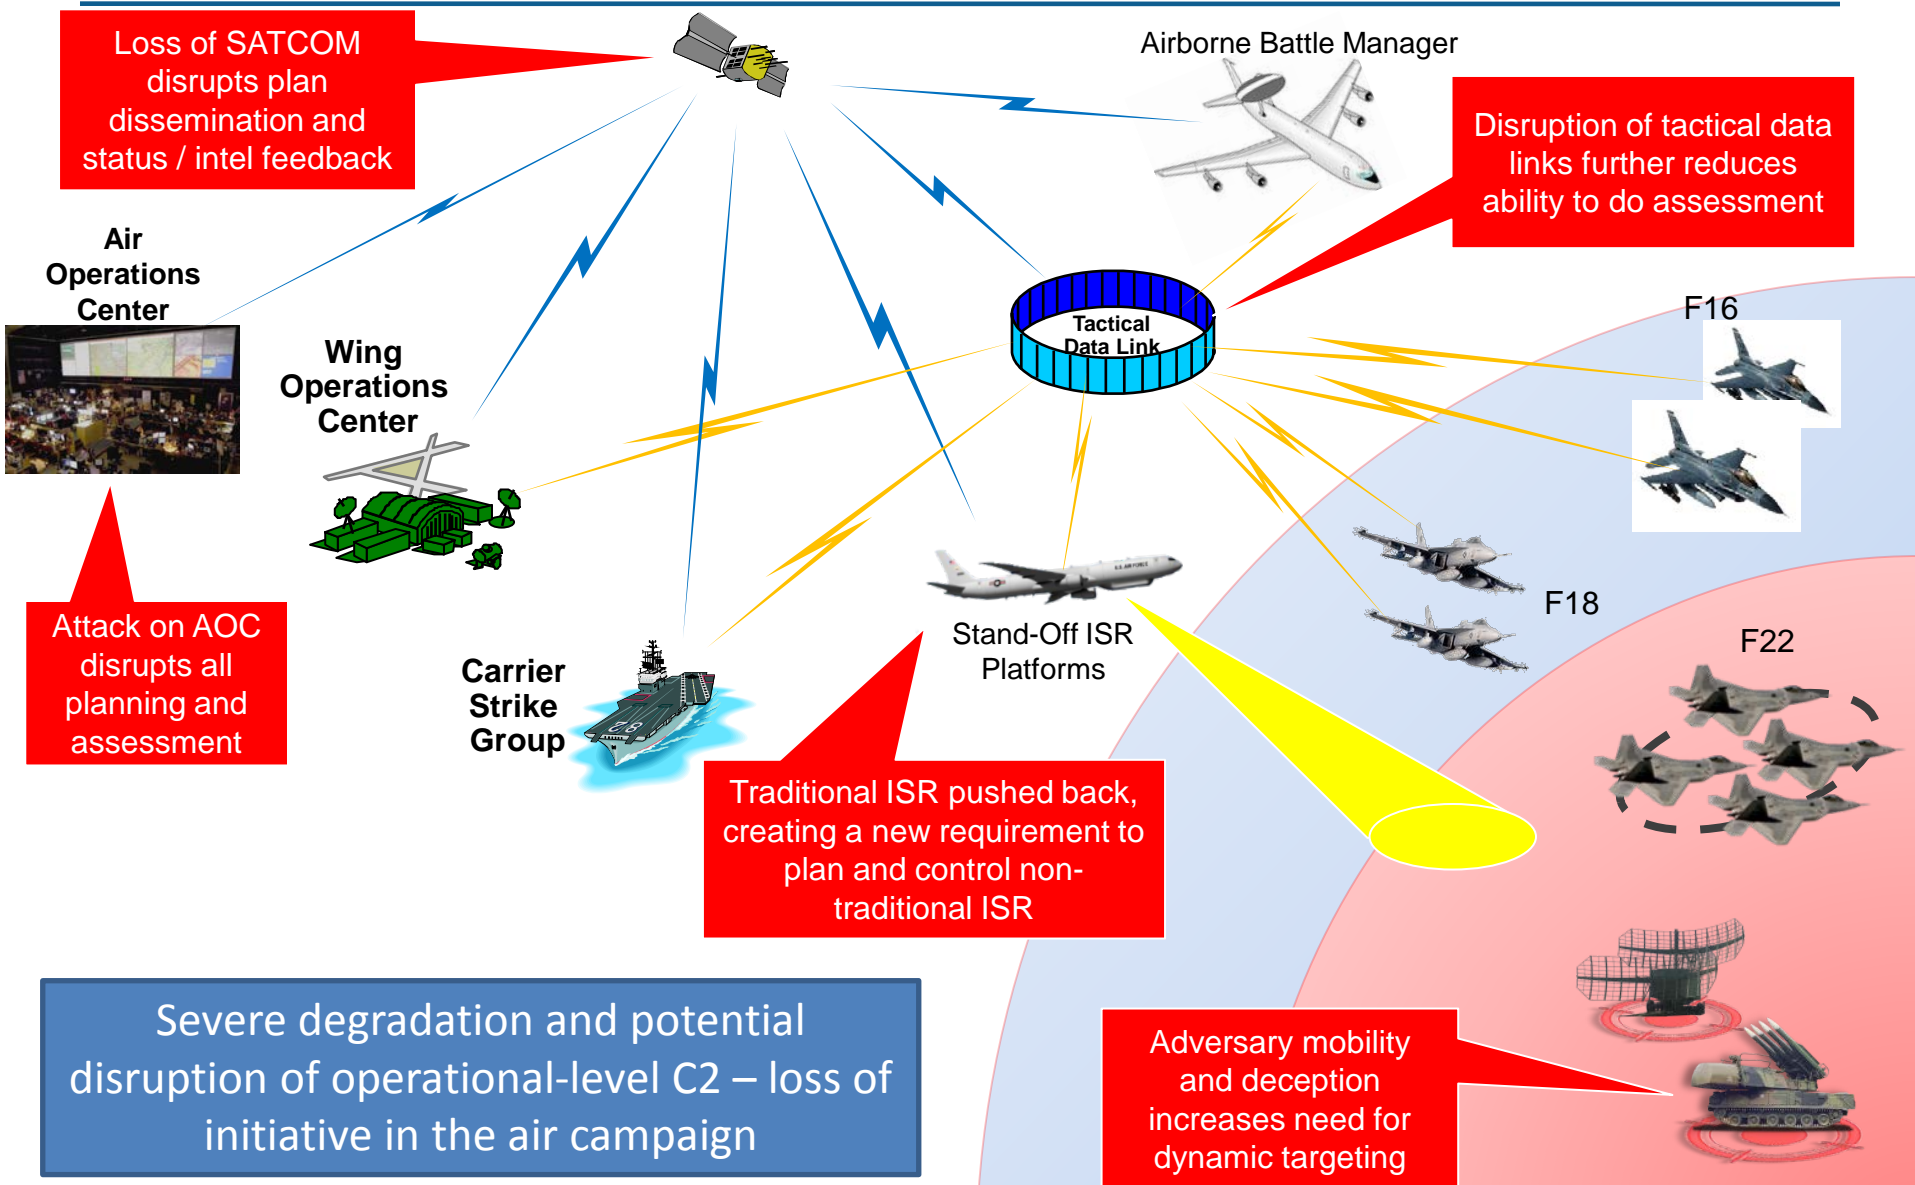 Loss of SATCOM
disrupts plan
dissemination and
status / intel feedback
Airborne Battle Manager
Disruption of tactical data
links further reduces
ability to do assessment
Air
Operations
Center
Wing
Operations
Center
Tactical
Data Link
F16
F18
F22
U.S. AIR FORCE
Stand-Off ISR
Platforms
Carrier
Strike
Group
Attack on AOC
disrupts all
planning and
assessment
Traditional ISR pushed back,
creating a new requirement to
plan and control non-
traditional ISR
Severe degradation and potential
disruption of operational-level C2 – loss of
initiative in the air campaign
Adversary mobility
and deception
increases need for
dynamic targeting